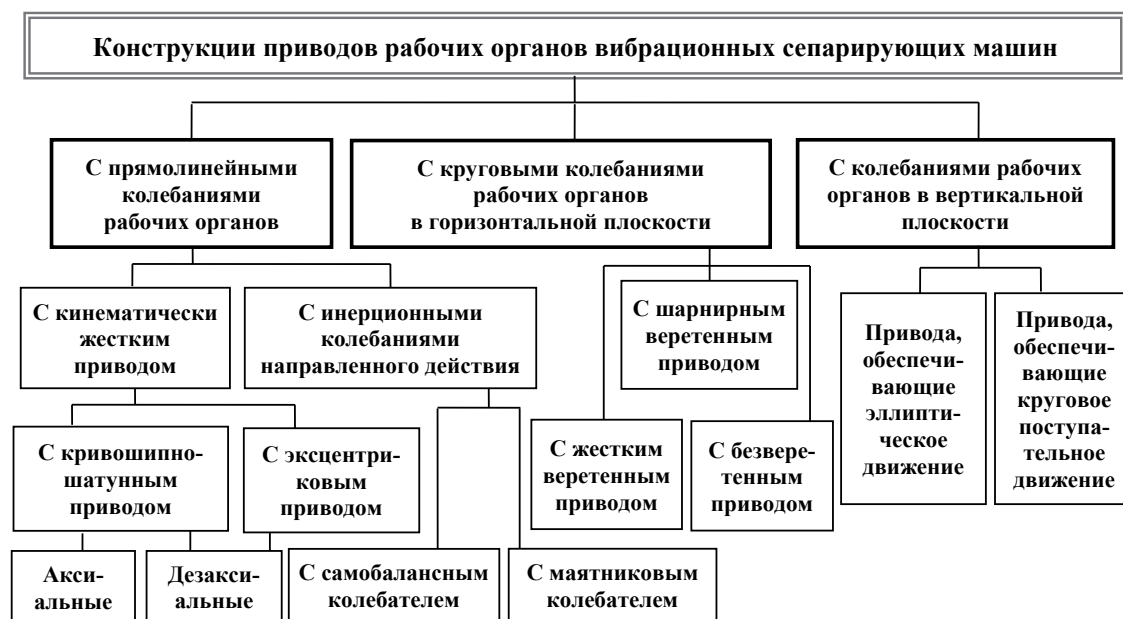 Конструкции приводов рабочих органов вибрационных сепарирующих машин
С прямолинейными
колебаниями
рабочих органов
С круговыми колебаниями
рабочих органов
в горизонтальной плоскости
С колебаниями рабочих
органов в вертикальной
плоскости
С кинематически
жестким
приводом
С инерционными
колебаниями
направленного действия
С шарнирным
веретенным
приводом
Привода,
обеспечи-
вающие
эллипти-
ческое
движение
Привода,
обеспечи-
вающие
круговое
поступа-
тельное
движение
С кривошипно-
шатунным
приводом
С эксцентри-
ковым
приводом
С жестким
веретенным
приводом
С безвере-
тенным
приводом
Акси-
альные
Дезакси-
альные
С самобалансным
колебателем
С маятниковым
колебателем